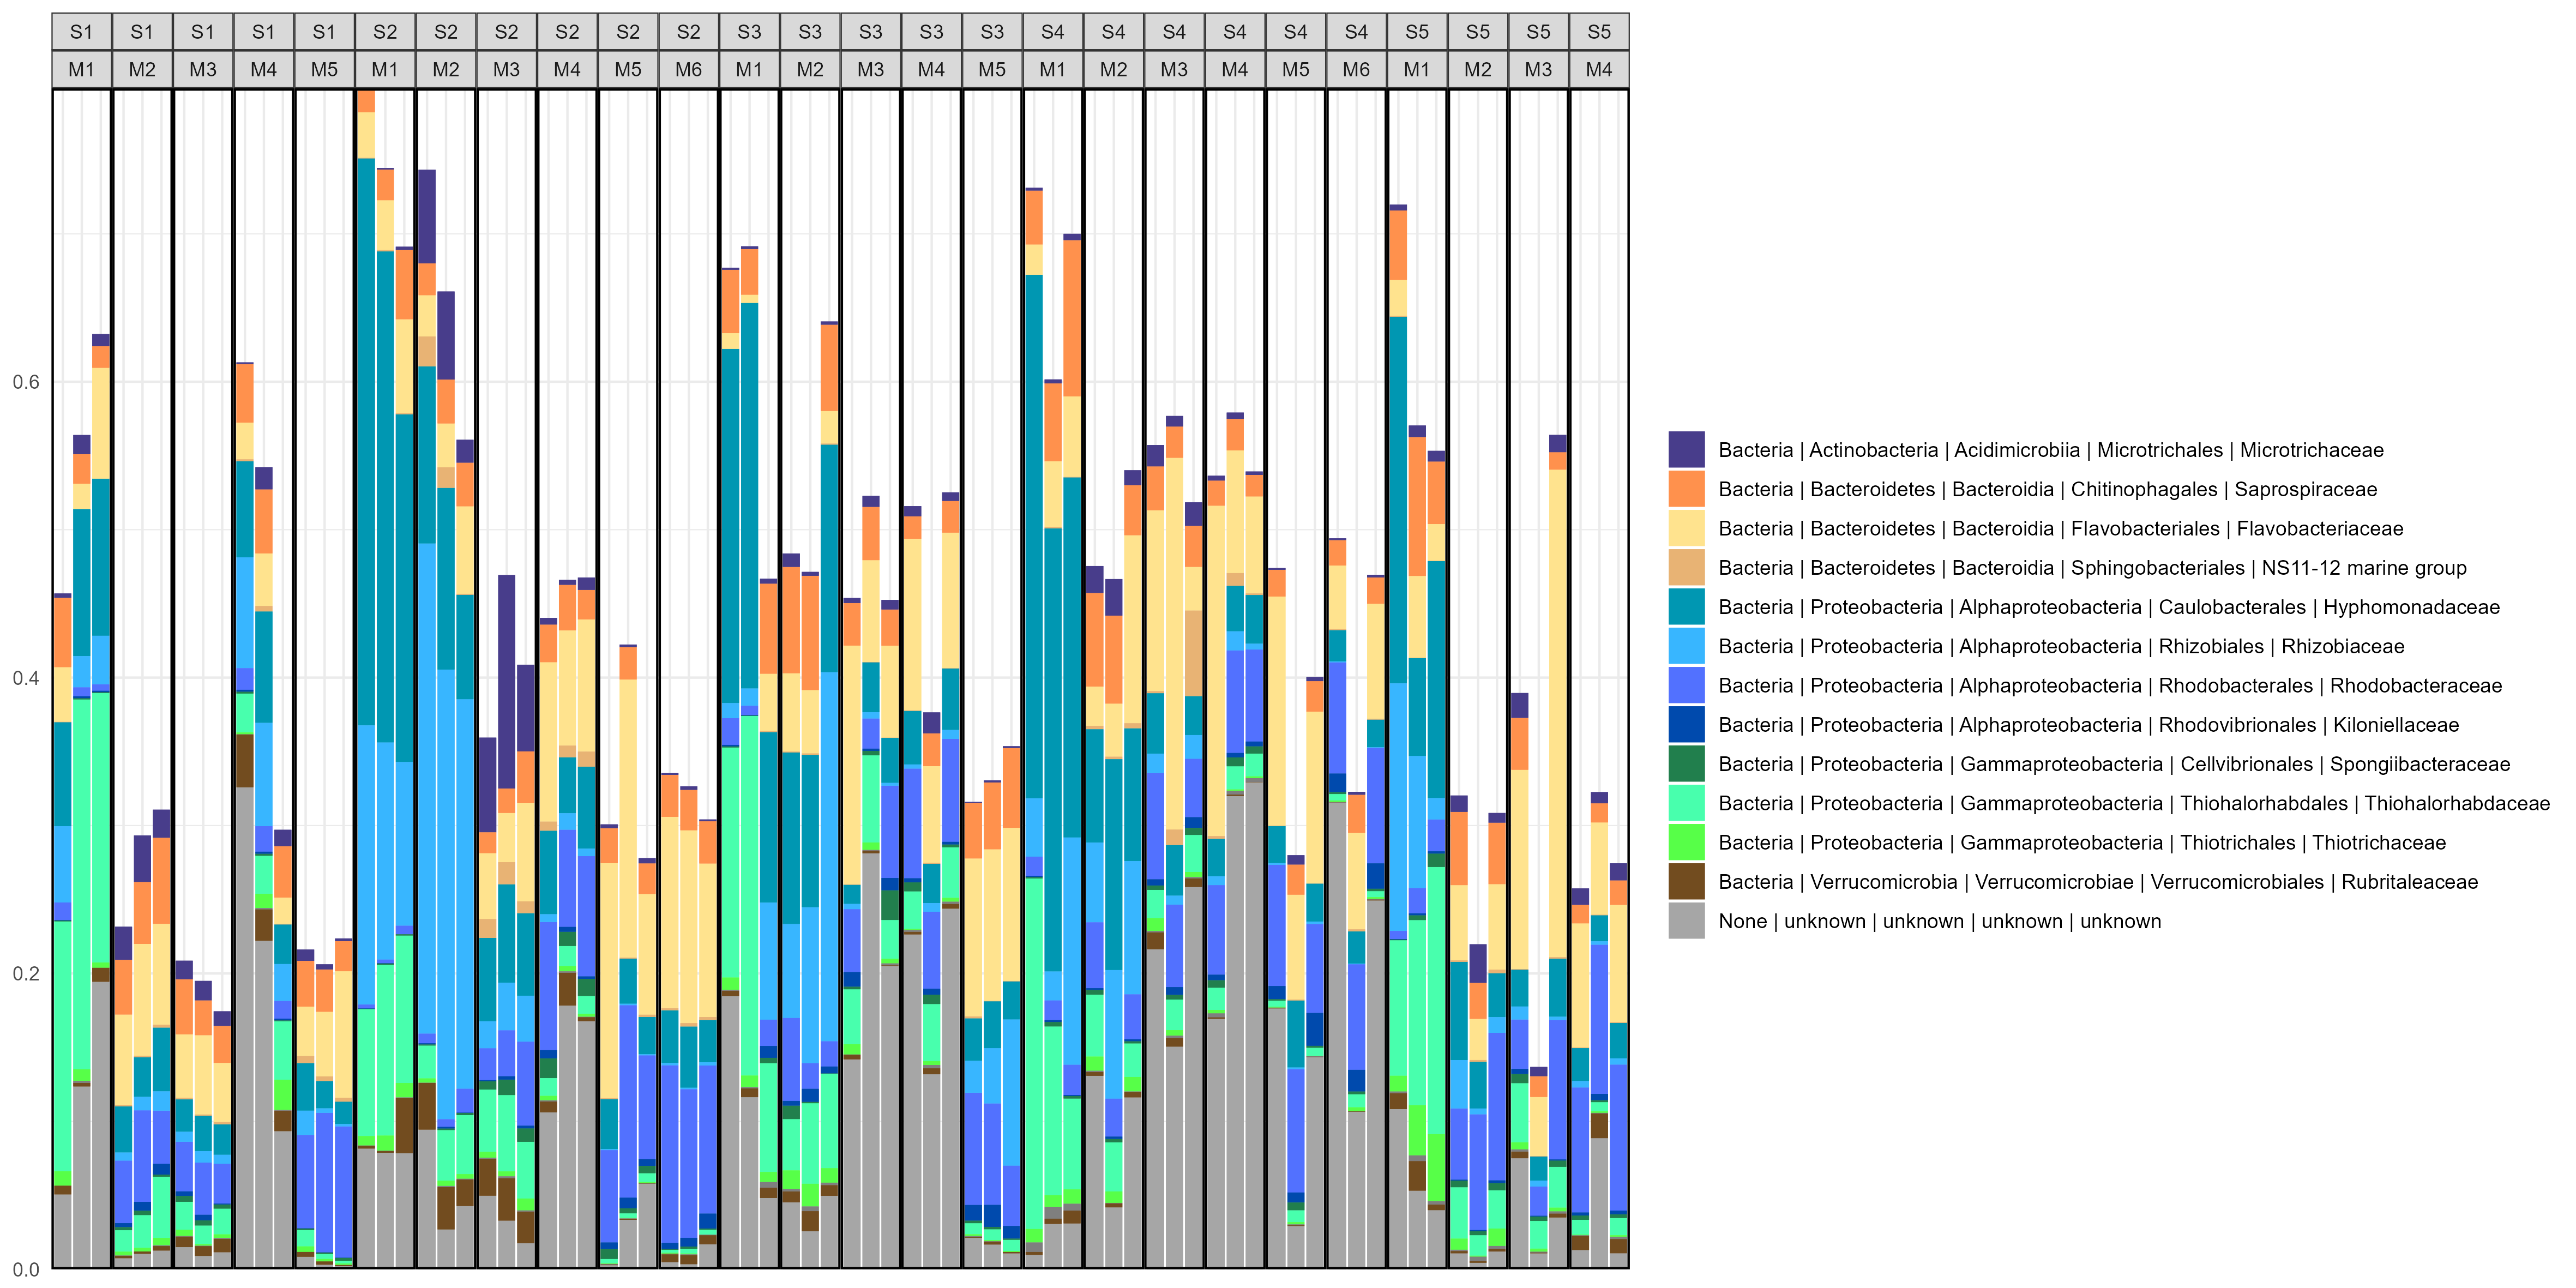 S1 S1 S1 S1 S1 S2 S2 S2 S2 S2 S2 S3 S3 S3 S3 S3 S4 S4 S4 S4 S4 S4 S5 S5 S5 S5
M1 M2 M3 M4 M5 M1 M2 M3 M4 M5 M6 M1 M2 M3 M4 M5 M1 M2 M3 M4 M5 M6 M1 M2 M3 M4
0.6
0.4
0.2
0.0
Bacteria | Actinobacteria | Acidimicrobiia | Microtrichales | Microtrichaceae
Bacteria | Bacteroidetes | Bacteroidia | Chitinophagales | Saprospiraceae
Bacteria | Bacteroidetes | Bacteroidia | Flavobacteriales | Flavobacteriaceae
Bacteria | Bacteroidetes | Bacteroidia | Sphingobacteriales | NS11-12 marine group
Bacteria | Proteobacteria | Alphaproteobacteria | Caulobacterales | Hyphomonadaceae
Bacteria | Proteobacteria | Alphaproteobacteria | Rhizobiales | Rhizobiaceae
Bacteria | Proteobacteria | Alphaproteobacteria | Rhodobacterales | Rhodobacteraceae
Bacteria | Proteobacteria | Alphaproteobacteria | Rhodovibrionales | Kiloniellaceae
Bacteria | Proteobacteria | Gammaproteobacteria | Cellvibrionales | Spongiibacteraceae
Bacteria | Proteobacteria | Gammaproteobacteria | Thiohalorhabdales | Thiohalorhabdaceae
Bacteria | Proteobacteria | Gammaproteobacteria | Thiotrichales | Thiotrichaceae
Bacteria | Verrucomicrobia | Verrucomicrobiae | Verrucomicrobiales | Rubritaleaceae
None | unknown | unknown | unknown | unknown